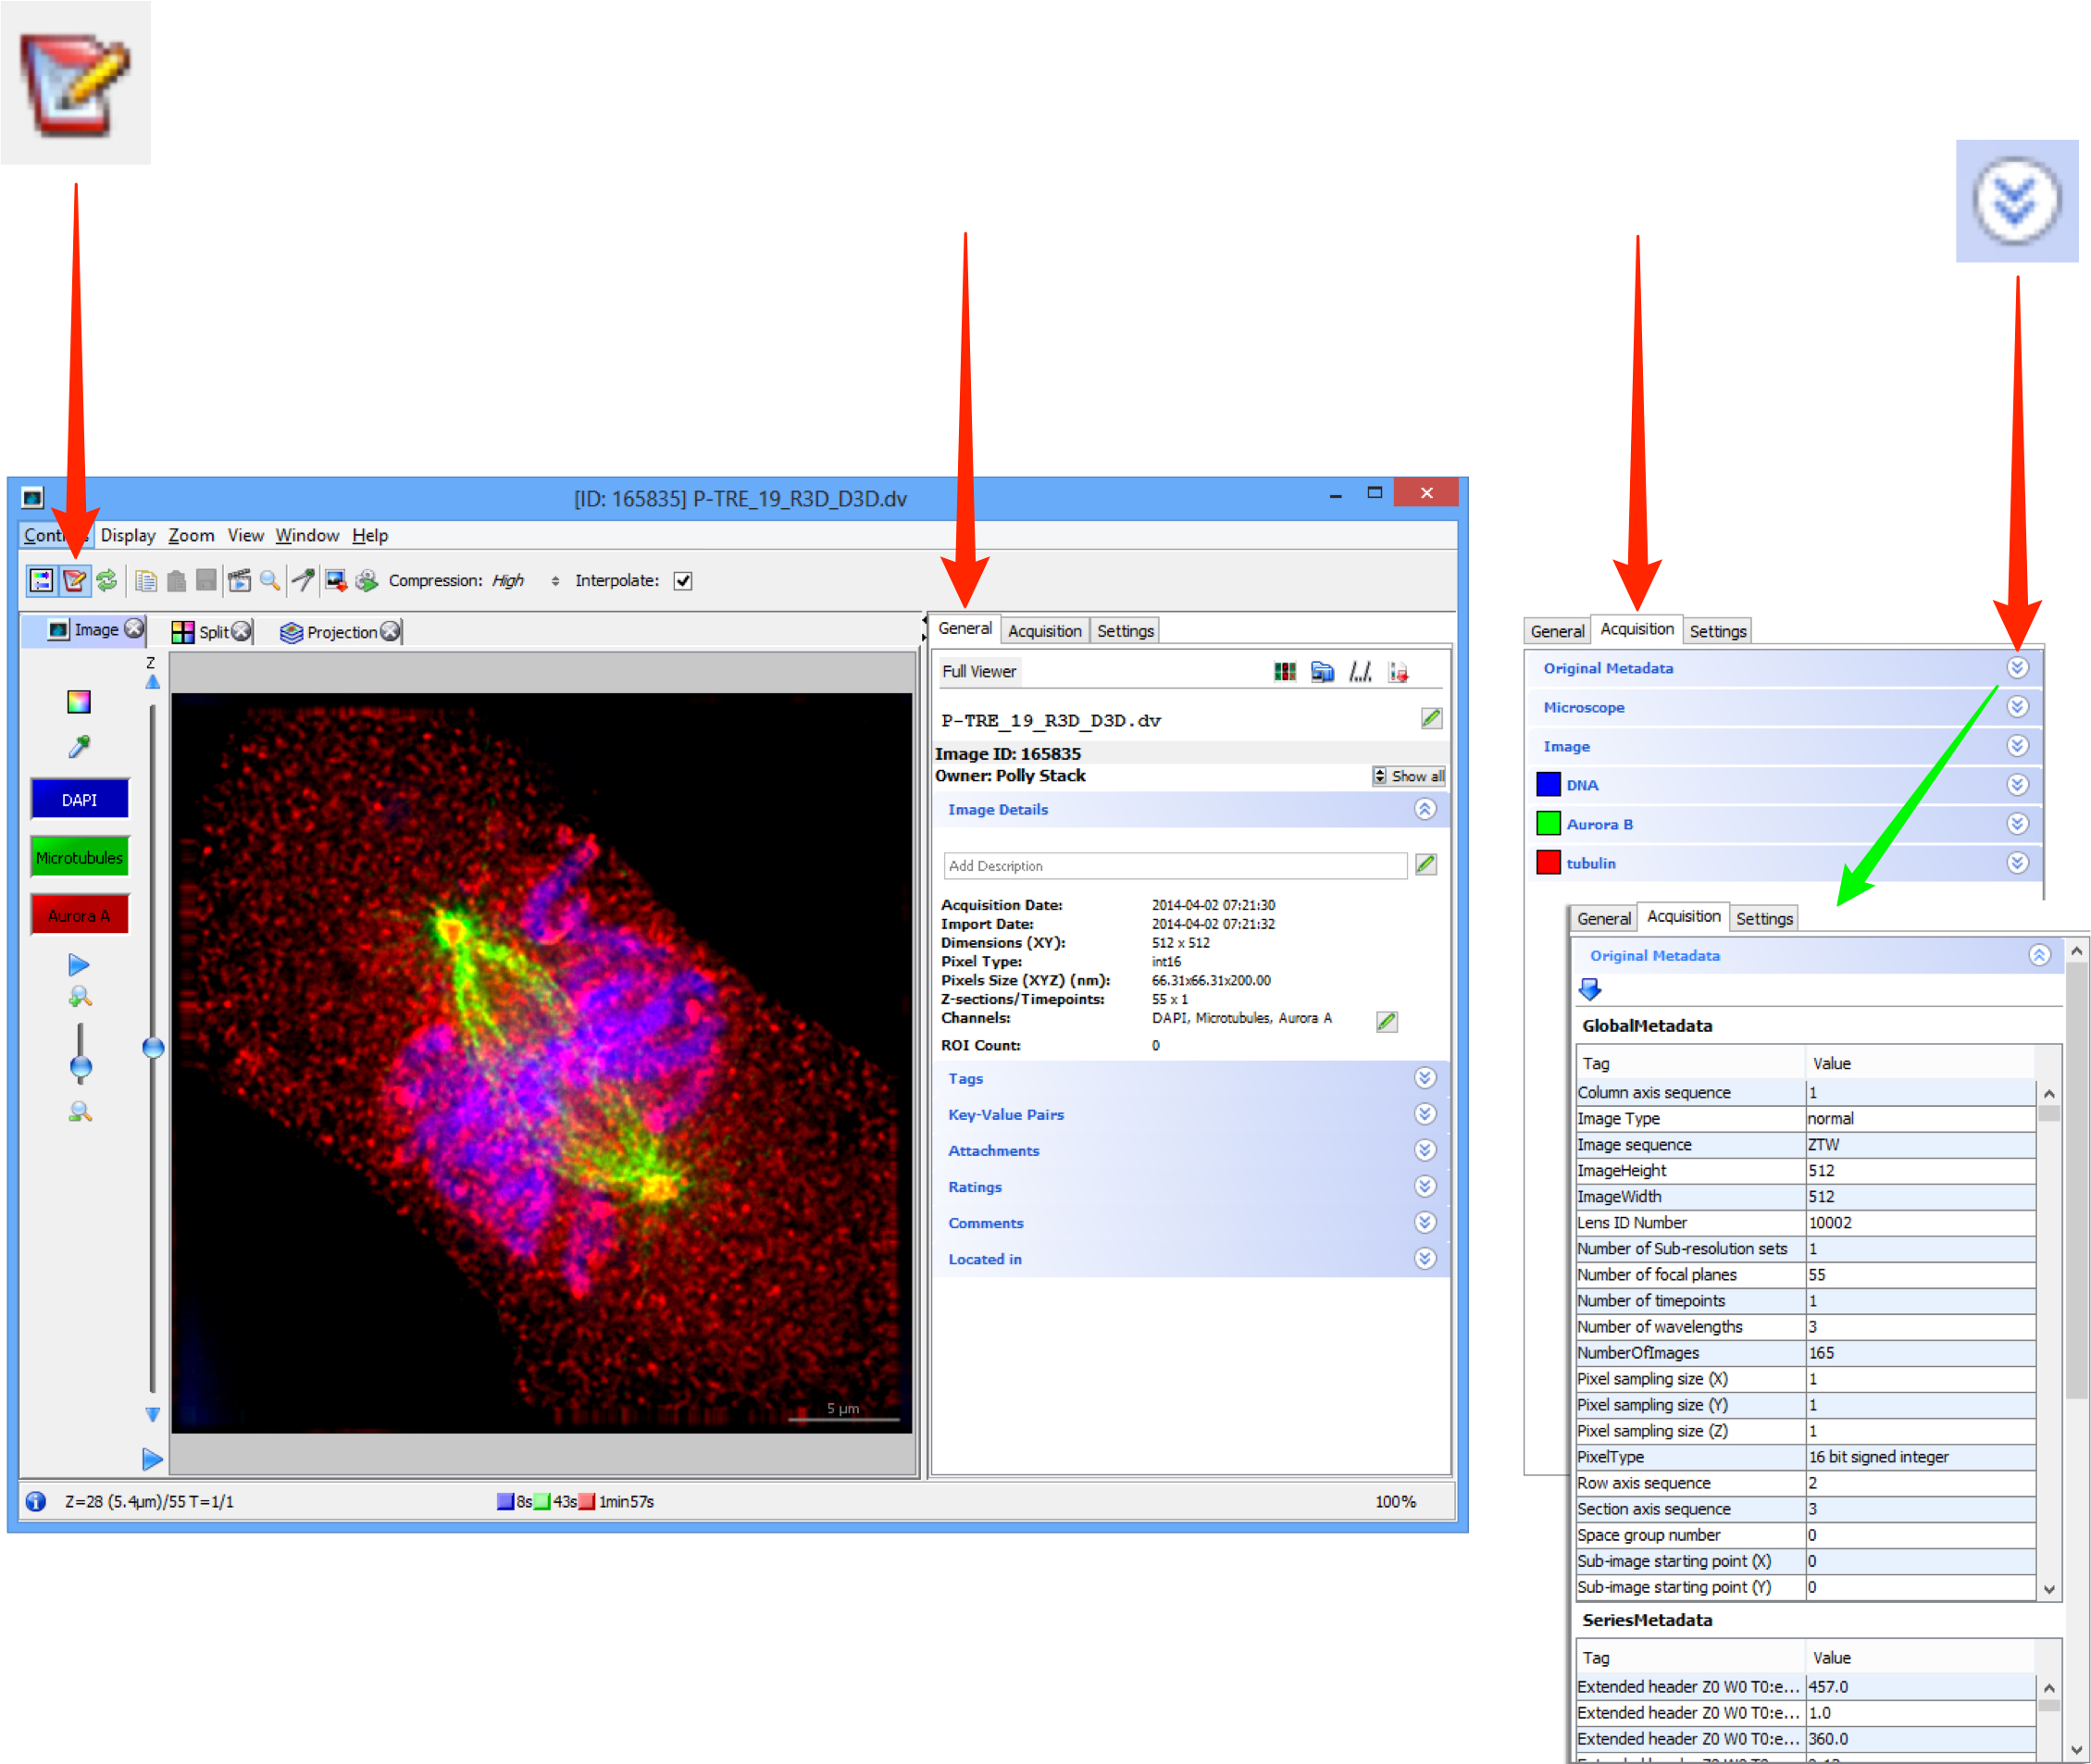 [ID: 165835] P-TRE_19_R3D_D3D.dv
Display Zoom View Window Help
Compression: High Interpolate:
Image Split Projection
Z
DAPI
Microtubules
Aurora A
5 µm
Z=28 (5.4µm)/55 T=1/1 8s 43s 1min57s 100%
General Acquisition Settings
Full Viewer
P-TRE_19_R3D_D3D.dv
Image ID: 165835
Owner: Polly Stack Show all
Image Details
Add Description
Acquisition Date: 2014-04-02 07:21:30
Import Date: 2014-04-02 07:21:32
Dimensions (XY): 512 x 512
Pixel Type: int16
Pixels Size (XYZ) (nm): 66.31x66.31x200.00
Z-sections/Timepoints: 55 x 1
Channels: DAPI, Microtubules, Aurora A
ROI Count: 0
Tags
Key-Value Pairs
Attachments
Ratings
Comments
Located in
General Acquisition Settings
Original Metadata
Microscope
Image
DNA
Aurora B
tubulin
General Acquisition Settings
Original Metadata
GlobalMetadata
Tag Value
Column axis sequence 1
Image Type normal
Image sequence ZTW
ImageHeight 512
ImageWidth 512
Lens ID Number 10002
Number of Sub-resolution sets 1
Number of focal planes 55
Number of timepoints 1
Number of wavelengths 3
NumberOfImages 165
Pixel sampling size (X) 1
Pixel sampling size (Y) 1
Pixel sampling size (Z) 1
PixelType 16 bit signed integer
Row axis sequence 2
Section axis sequence 3
Space group number 0
Sub-image starting point (X) 0
Sub-image starting point (Y) 0
SeriesMetadata
Tag Value
Extended header Z0 W0 T0:e... 457.0
Extended header Z0 W0 T0:e... 1.0
Extended header Z0 W0 T0:e... 360.0